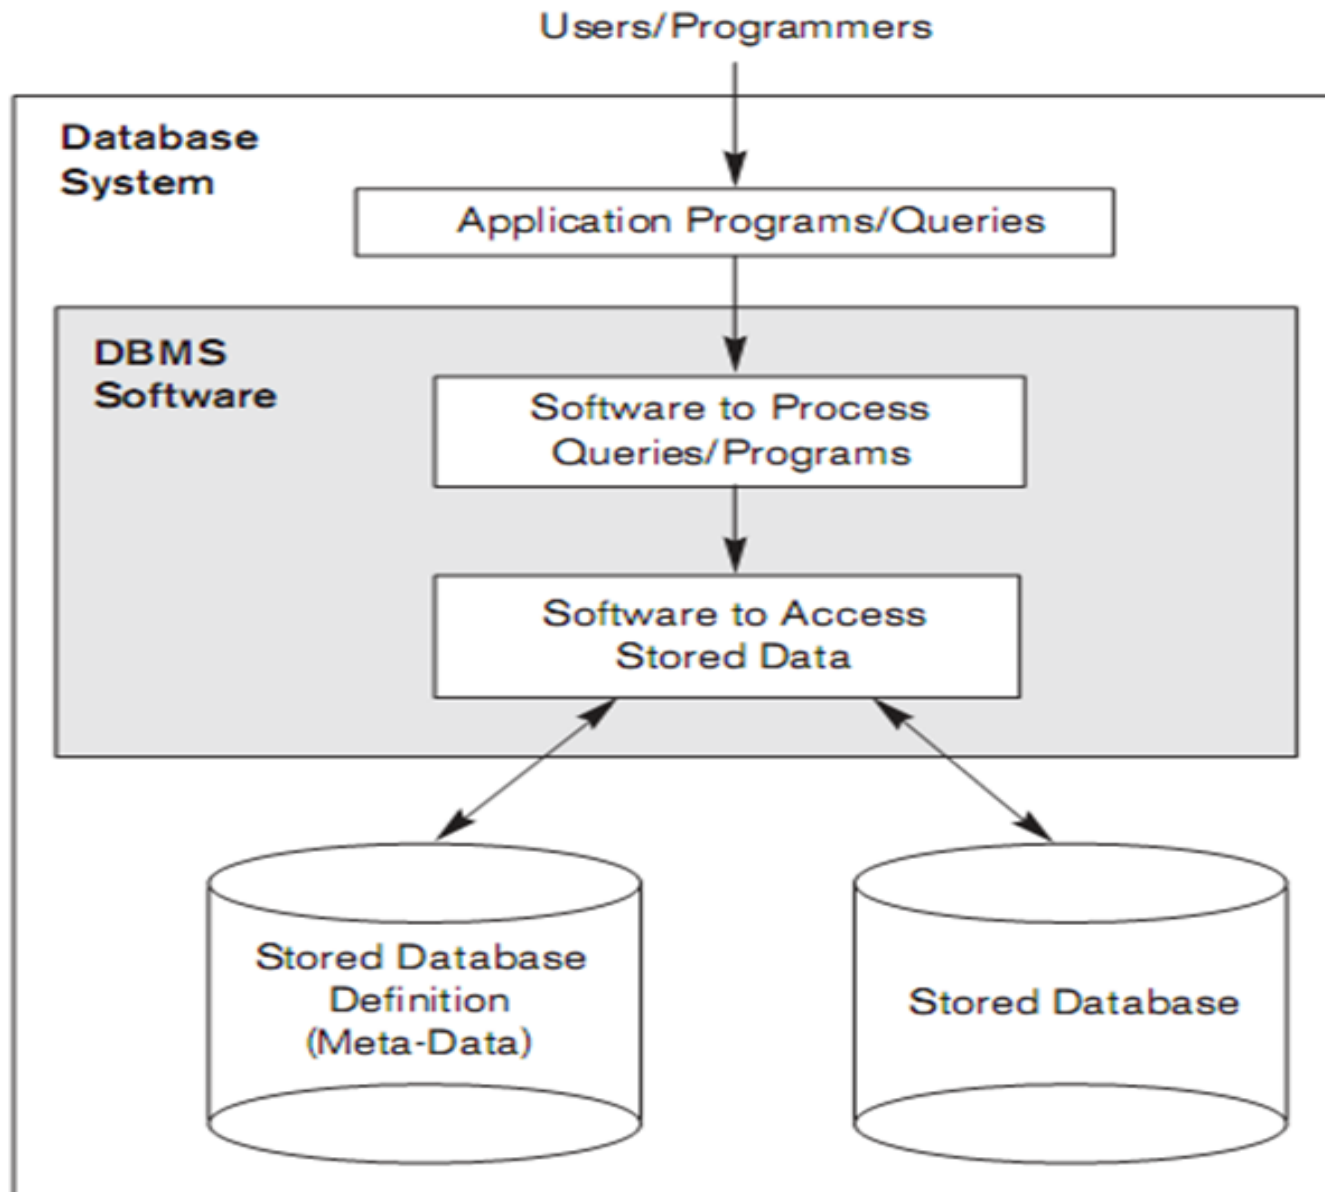 Users/Programmers
Database
System
Application Programs/Queries
DBMS
Software
Software to Process
Queries/Programs
Software to Access
Stored Data
Stored Database
Definition
(Meta-Data)
Stored Database